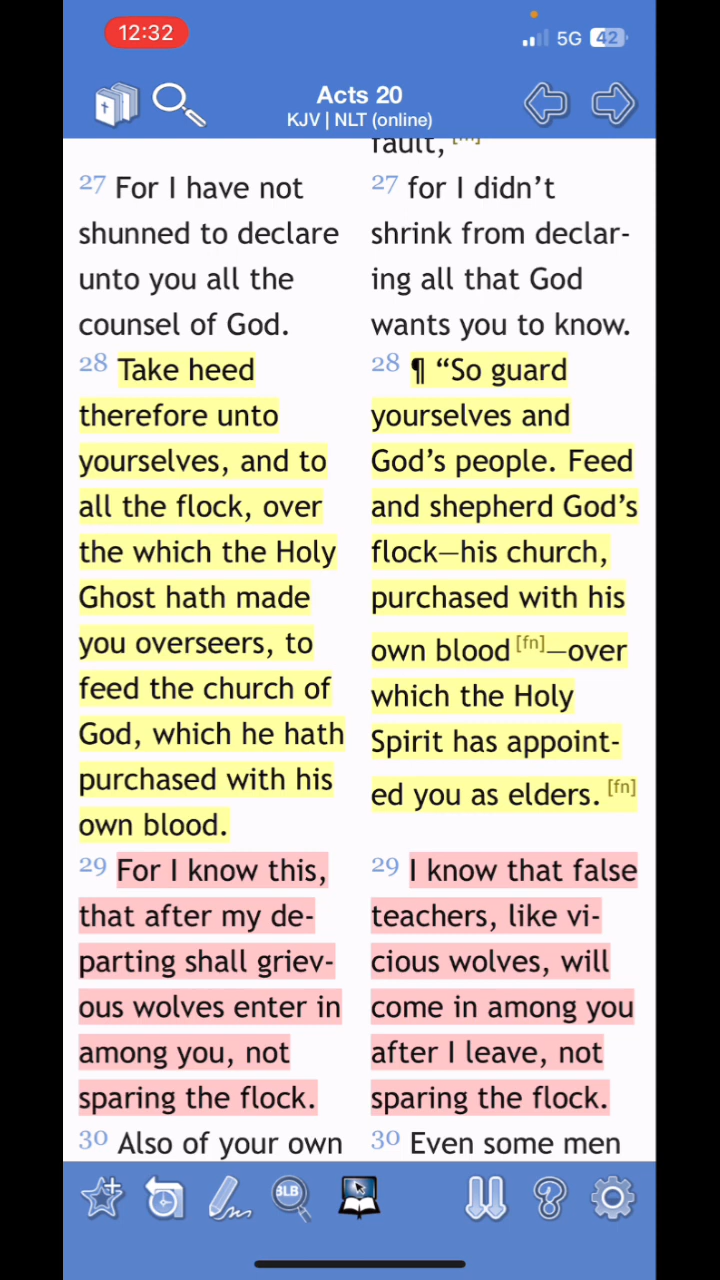 12:32
5G 42
Acts 20
KJV | NLT (online)
fault, [fn]
27 For I have not
shunned to declare
unto you all the
counsel of God.
28 Take heed
therefore unto
yourselves, and to
all the flock, over
the which the Holy
Ghost hath made
you overseers, to
feed the church of
God, which he hath
purchased with his
own blood.
29 For I know this,
that after my de-
parting shall griev-
ous wolves enter in
among you, not
sparing the flock.
30 Also of your own
27 for I didn’t
shrink from declar-
ing all that God
wants you to know.
28 ¶ “So guard
yourselves and
God’s people. Feed
and shepherd God’s
flock—his church,
purchased with his
own blood [fn]—over
which the Holy
Spirit has appoint-
ed you as elders. [fn]
29 I know that false
teachers, like vi-
cious wolves, will
come in among you
after I leave, not
sparing the flock.
30 Even some men
BLB